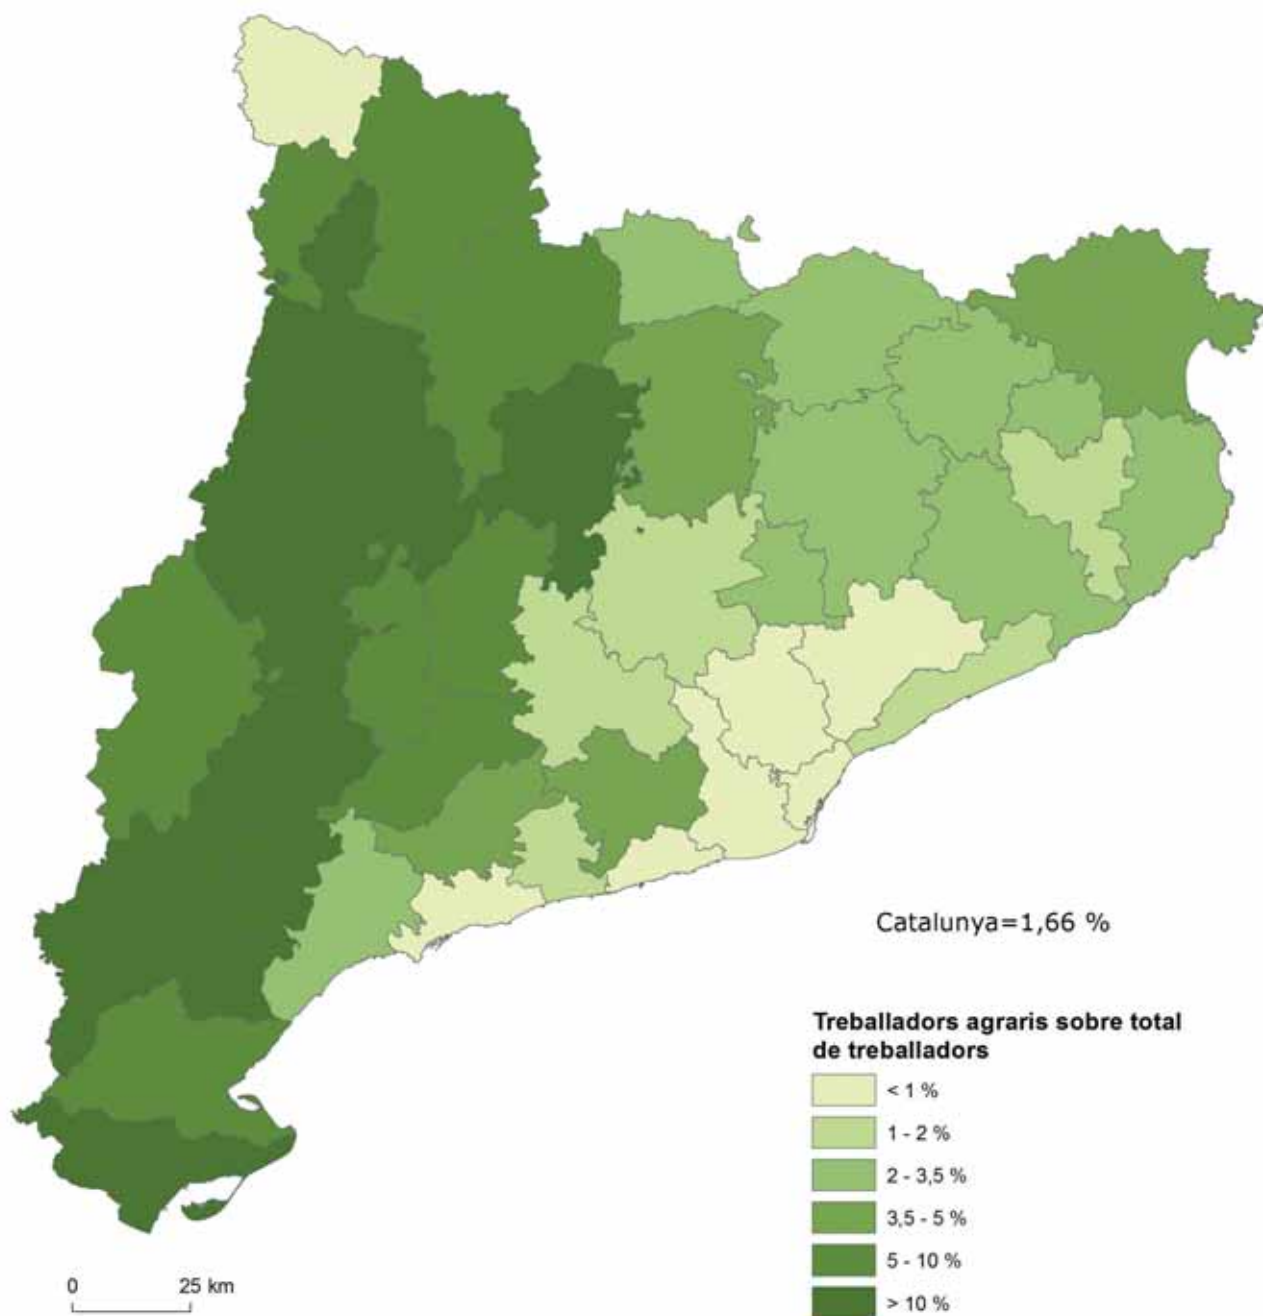 Catalunya=1,66 %
Treballadors agraris sobre total
de treballadors
< 1 %
1 - 2 %
2 - 3,5 %
3,5 - 5 %
5 - 10 %
> 10 %
0 25 km